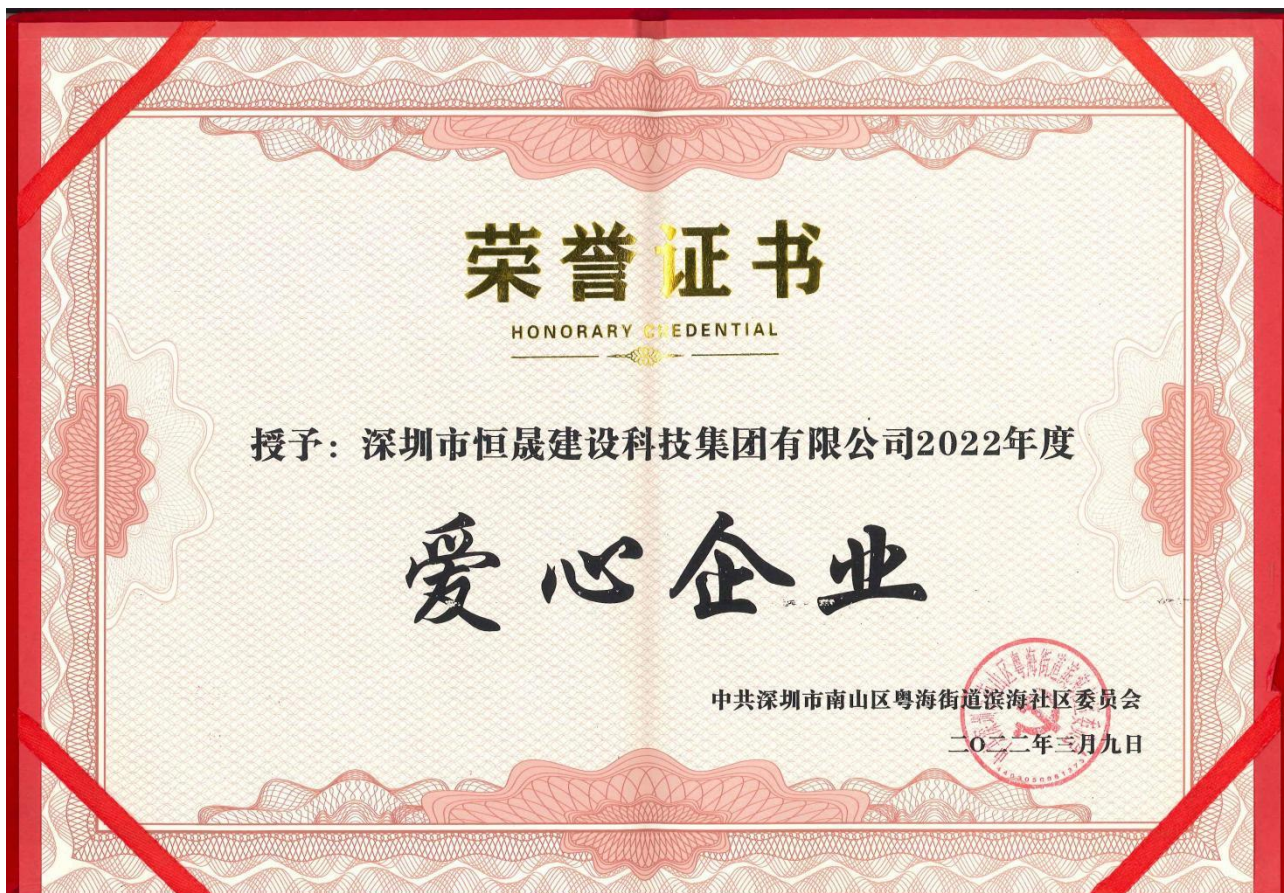 荣誉证书
HONORARY CREDENTIAL
授予：深圳市恒晟建设科技集团有限公司2022年度
爱心企业
中共深圳市南山区粤海街道滨海社区委员会
二〇二二年三月九日